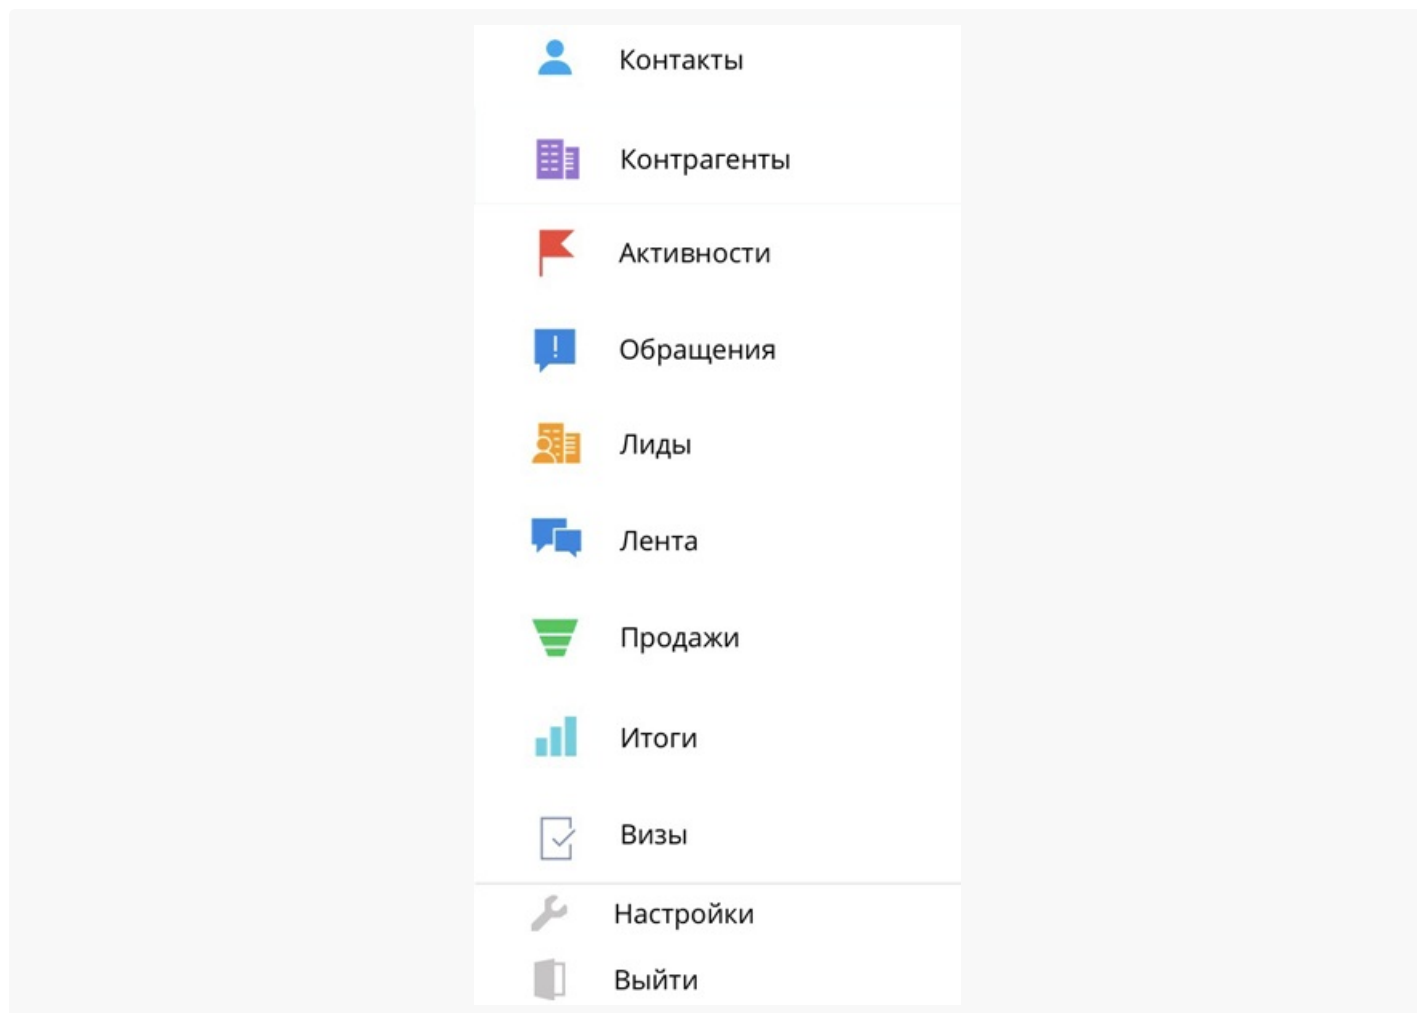 Контакты
Контрагенты
Активности
Обращения
Лиды
Лента
Продажи
Итоги
Визы
Настройки
Выйти